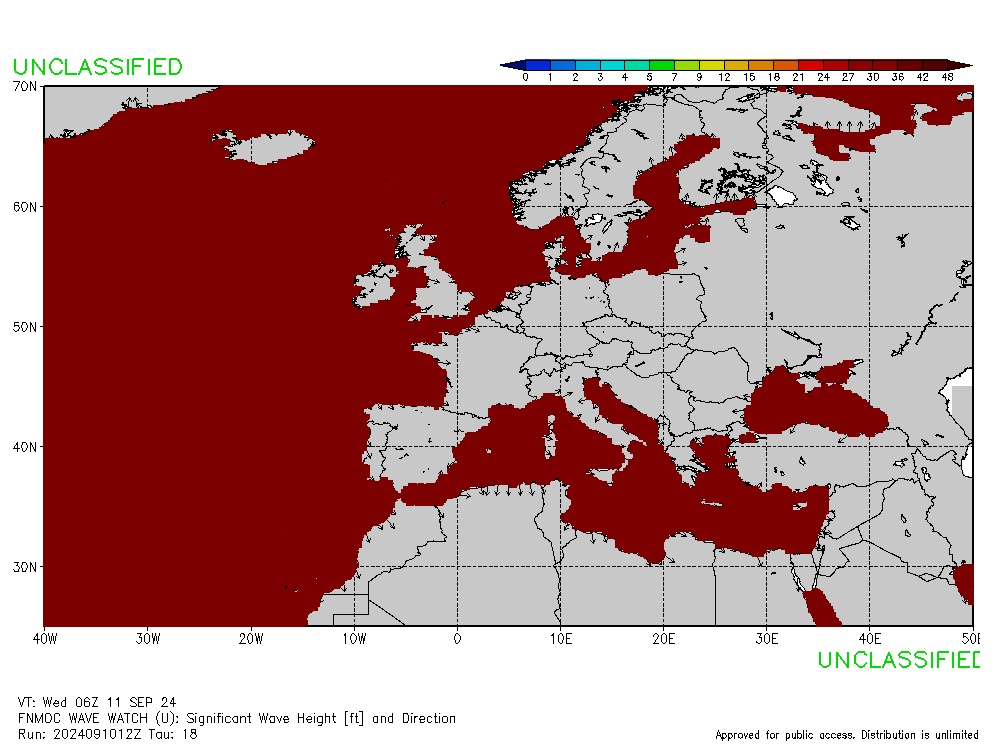 UNCLASSIFIED
0 1 2 3 4 5 7 9 12 15 18 21 24 27 30 36 42 48
70N
60N
50N
40N
30N
40W 30W 20W 10W 0 10E 20E 30E 40E 50E
UNCLASSIFIED
VT: Wed 06Z 11 SEP 24
FNMOC WAVE WATCH (U): Significant Wave Height [ft] and Direction
Run: 2024091012Z Tau: 18
Approved for public access. Distribution is unlimited